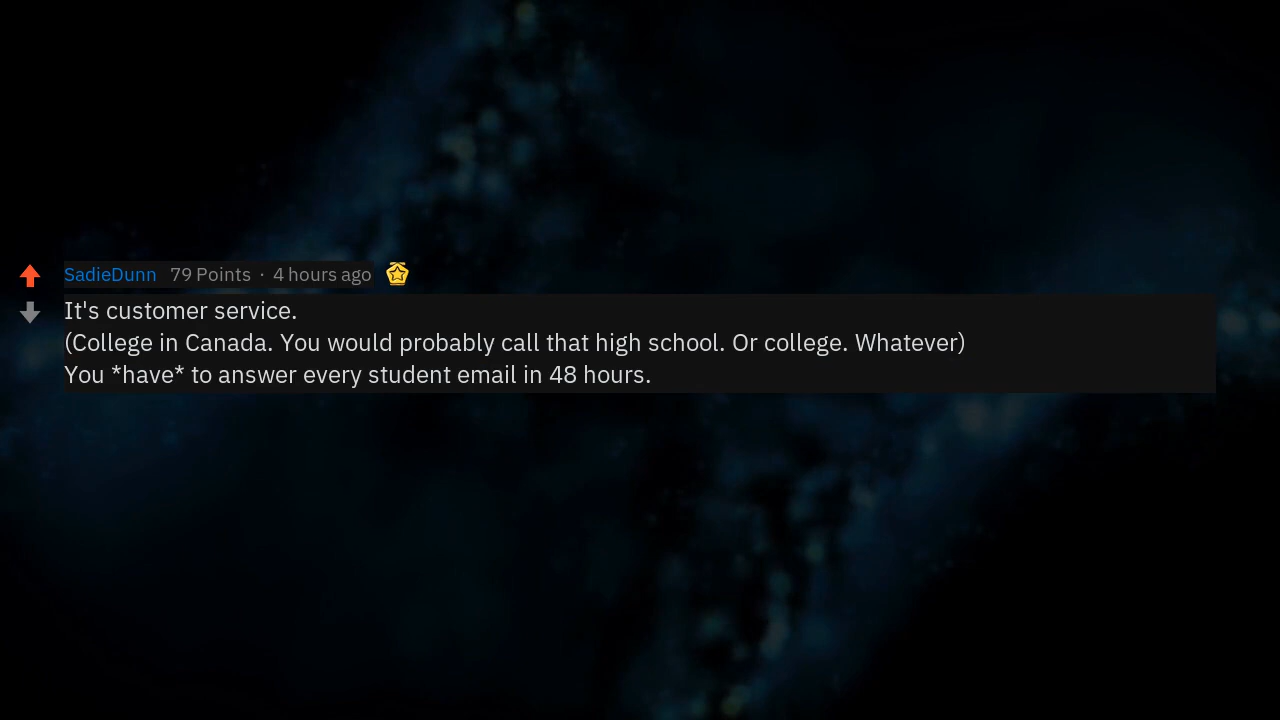 SadieDunn 79 Points · 4 hours ago
It's customer service.
(College in Canada. You would probably call that high school. Or college. Whatever)
You *have* to answer every student email in 48 hours.